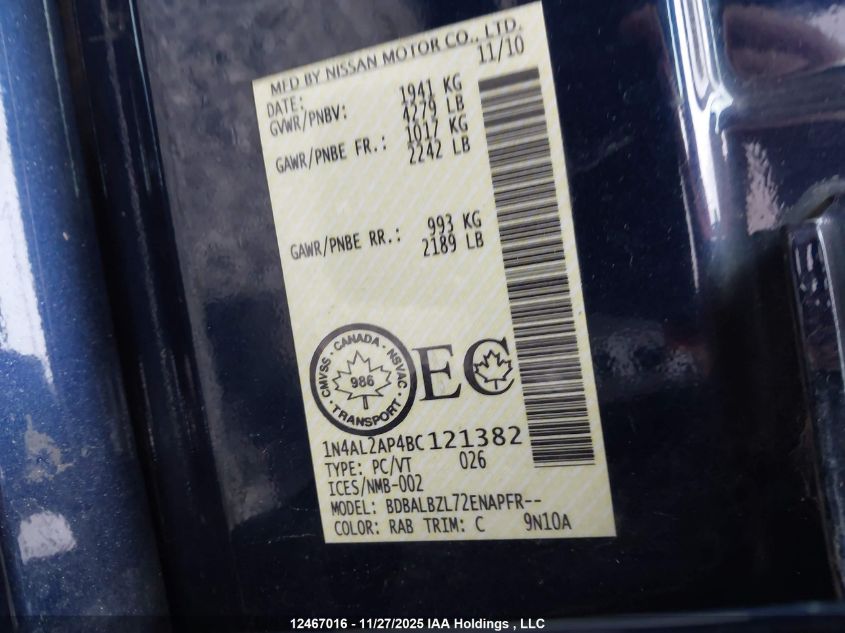 MFD BY NISSAN MOTOR CO., LTD.
DATE: 11/10
GVWR/PNBV: 1941 KG
4279 LB
GAWR/PNBE FR.: 1017 KG
2242 LB
GAWR/PNBE RR.: 993 KG
2189 LB
CMVSS · CANADA · NSVAC · TRANSPORT ·
986
EC
1N4AL2AP4BC121382
TYPE: PC/VT 026
ICES/NMB-002
MODEL: BDBALBZL72ENAPFR--
COLOR: RAB TRIM: C 9N10A
12467016 - 11/27/2025 IAA Holdings , LLC